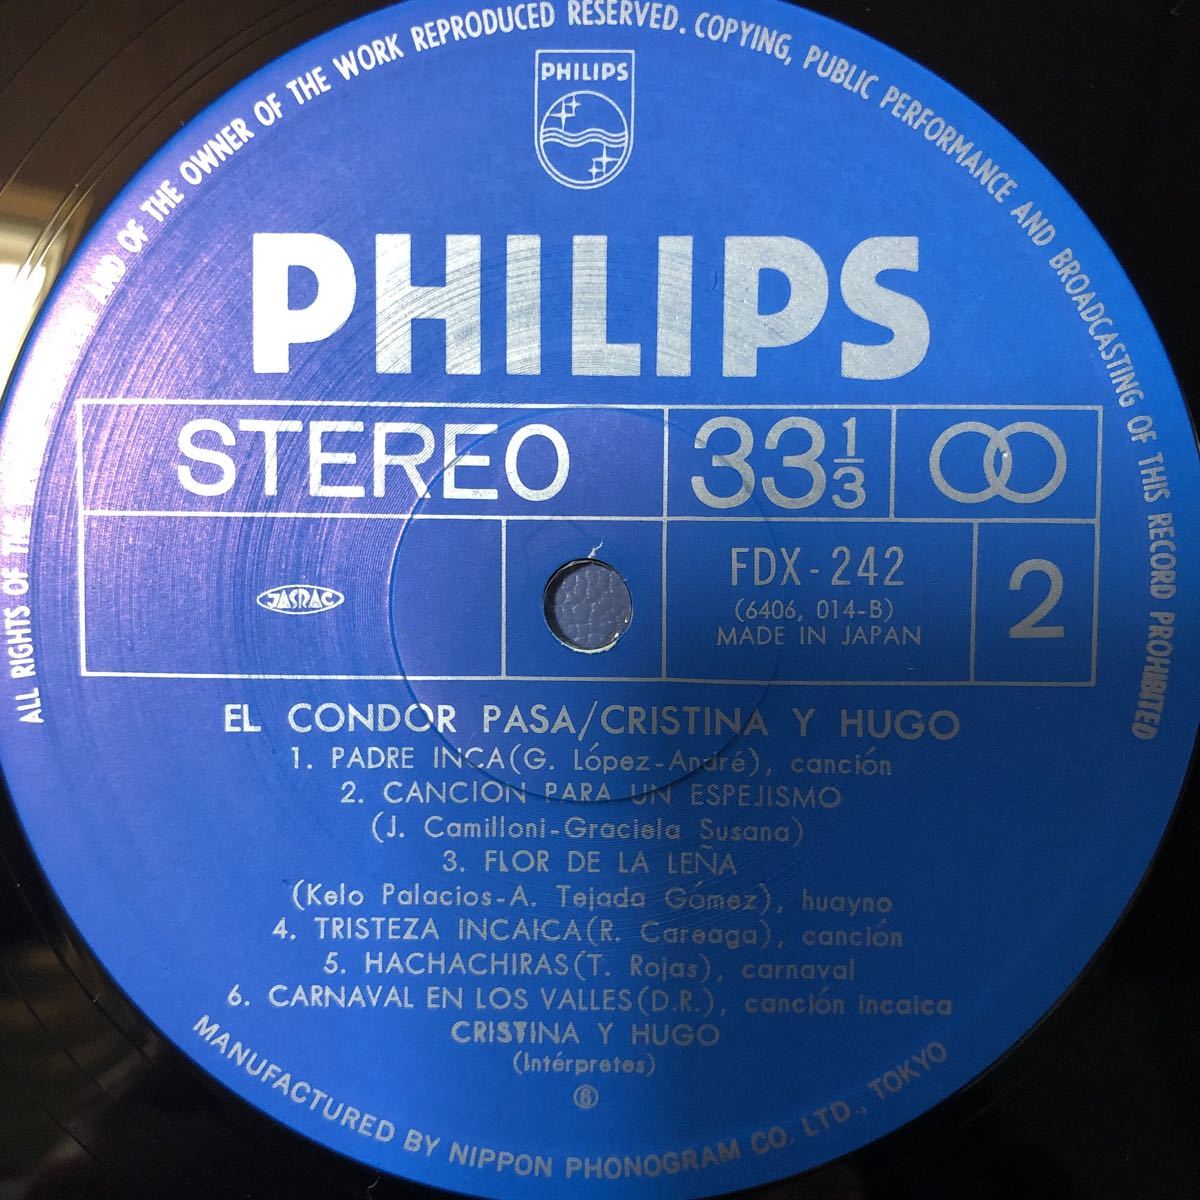 ALL RIGHTS OF AND OF THE OWNER OF THE WORK REPRODUCED RESERVED. COPYING, PUBLIC PERFORMANCE AND BROADCASTING OF THIS RECORD PROHIBITED
PHILIPS
PHILIPS
STEREO 33 1/3
JASRAC
FDX-242
(6406, 014-B)
MADE IN JAPAN
2
EL CONDOR PASA/CRISTINA Y HUGO
1. PADRE INCA(G. López-André), canción
2. CANCION PARA UN ESPEJISMO
(J. Camilloni-Graciela Susana)
3. FLOR DE LA LEÑA
(Kelo Palacios-A. Tejada Gómez), huayno
4. TRISTEZA INCAICA(R. Careaga), canción
5. HACHACHIRAS(T. Rojas), carnaval
6. CARNAVAL EN LOS VALLES(D.R.), canción incaica
CRISTINA Y HUGO
(Intérpretes)
MANUFACTURED BY NIPPON PHONOGRAM CO. LTD., TOKYO